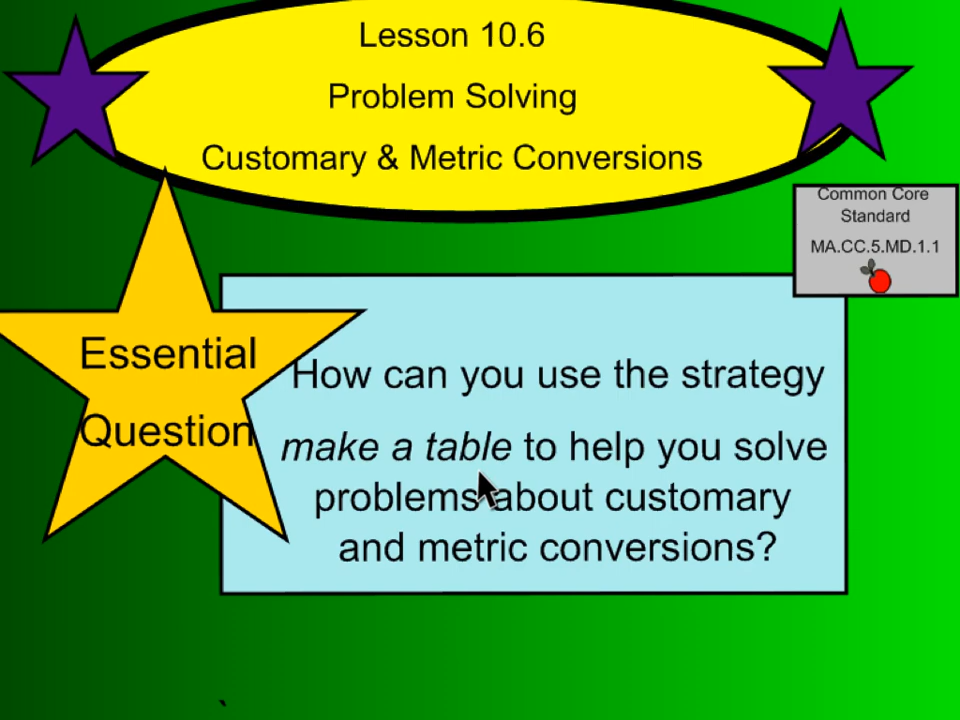 Lesson 10.6
Problem Solving
Customary & Metric Conversions
Common Core
Standard
MA.CC.5.MD.1.1
Essential
Question
How can you use the strategy
make a table to help you solve
problems about customary
and metric conversions?
`